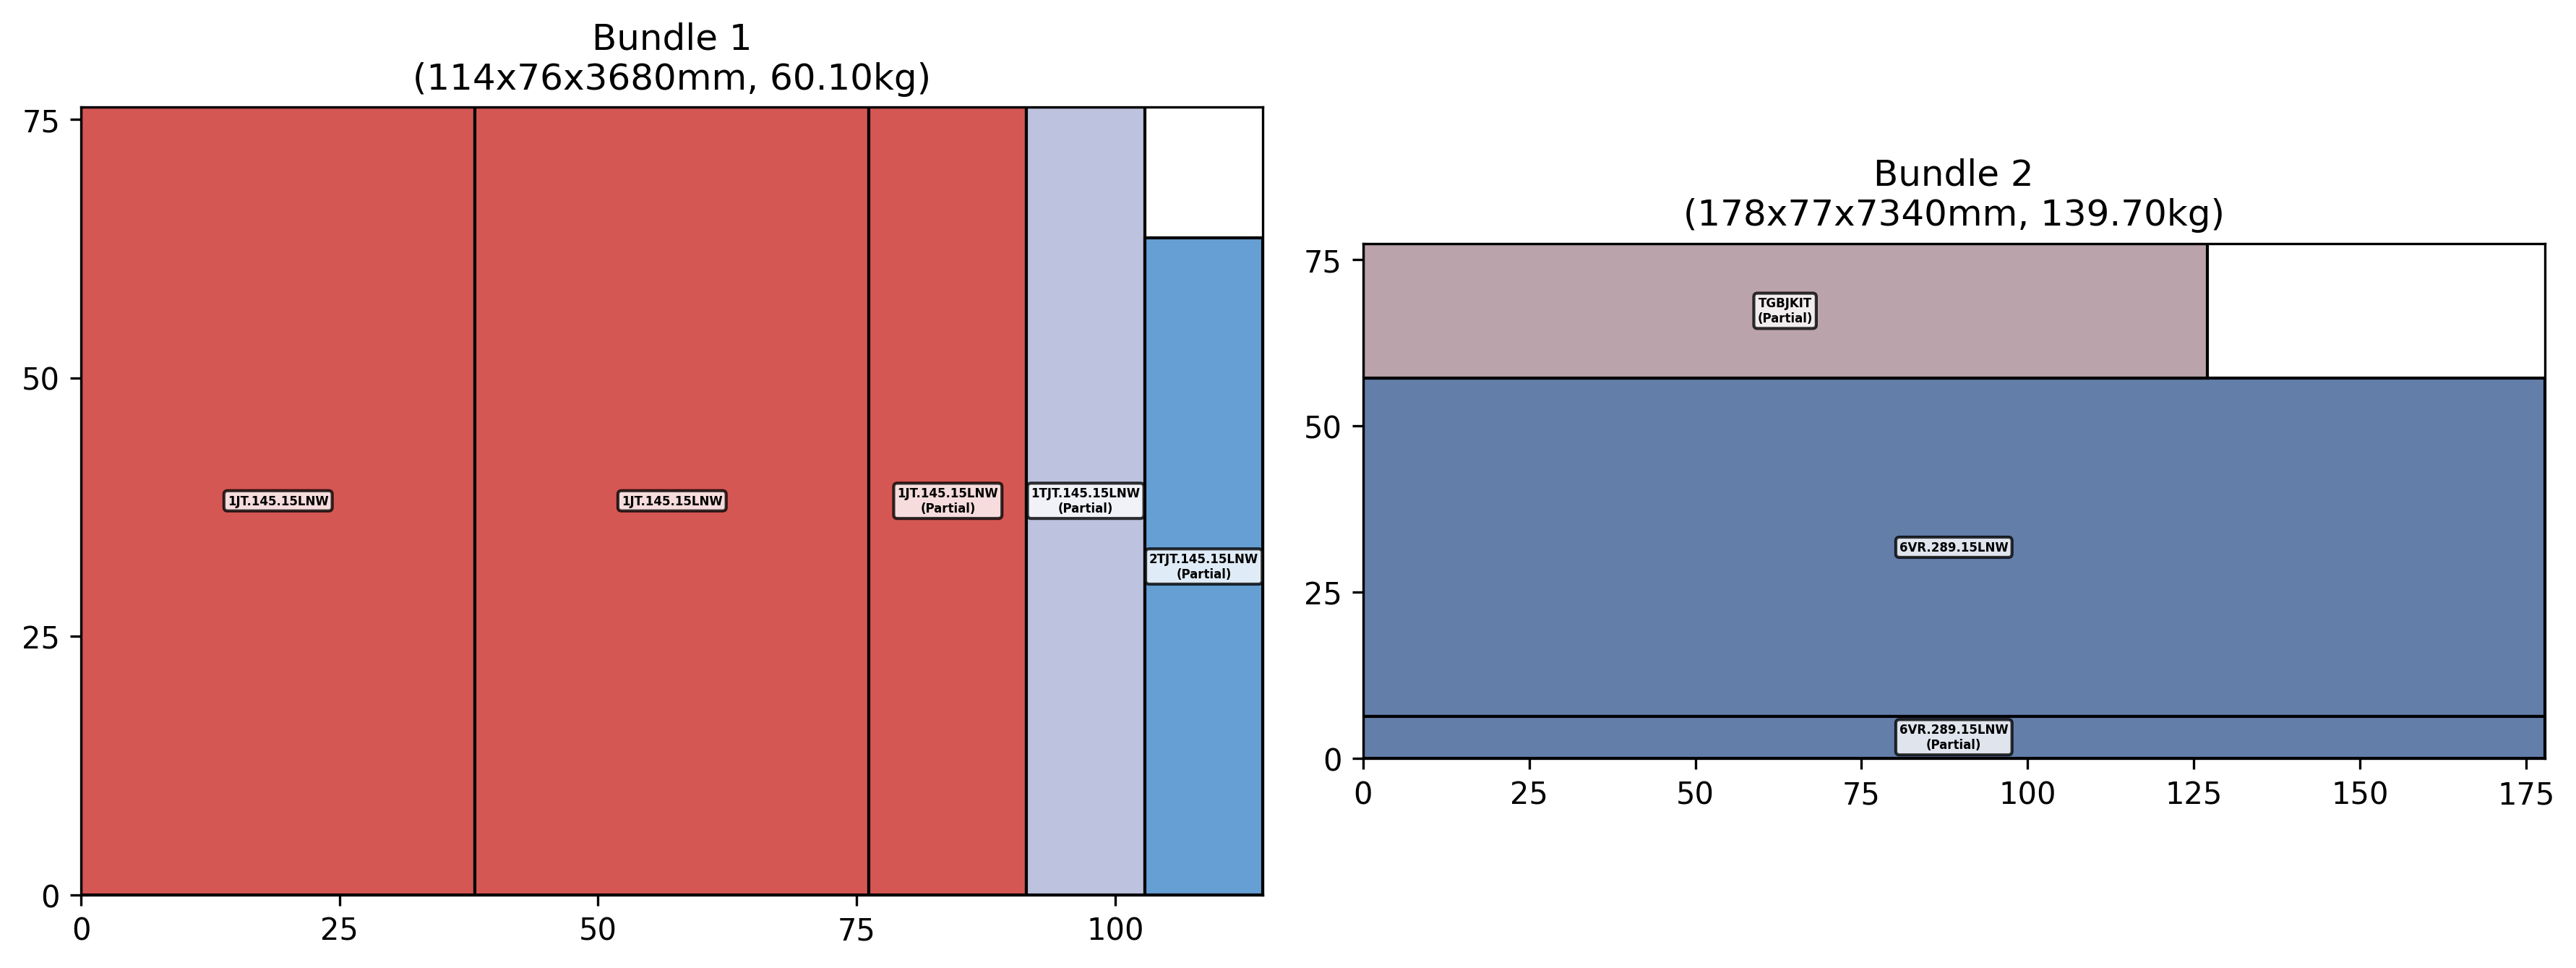 Bundle 1
(114x76x3680mm, 60.10kg)
75
50
25
0
0
25
50
75
100
1JT.145.15LNW
1JT.145.15LNW
1JT.145.15LNW
(Partial)
1TJT.145.15LNW
(Partial)
2TJT.145.15LNW
(Partial)
Bundle 2
(178x77x7340mm, 139.70kg)
75
50
25
0
0
25
50
75
100
125
150
175
TGBJKIT
(Partial)
6VR.289.15LNW
6VR.289.15LNW
(Partial)